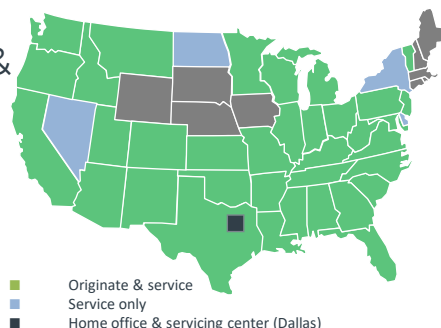 &
Originate & service
Service only
Home office & servicing center (Dallas)